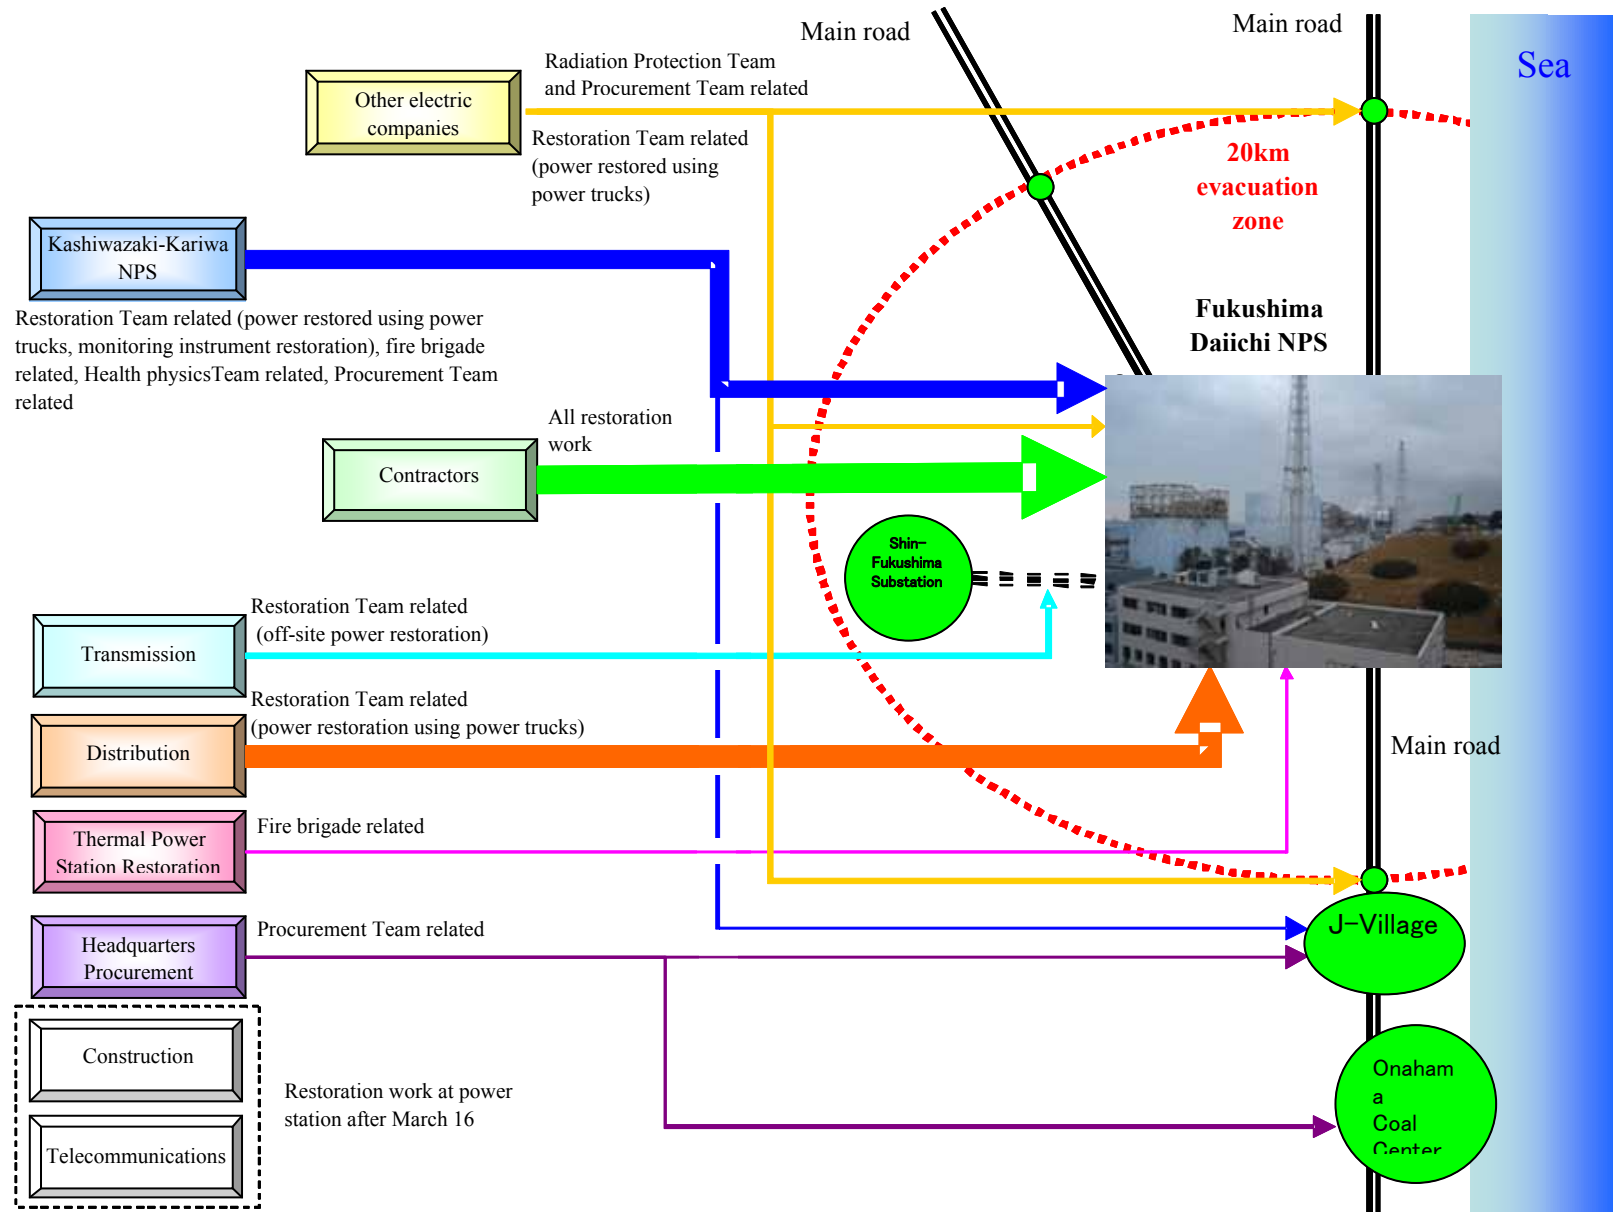 Main road
Main road
Sea
Radiation Protection Team
and Procurement Team related
Other electric
companies
Restoration Team related
(power restored using
power trucks)
20km
evacuation
zone
Kashiwazaki-Kariwa
NPS
Restoration Team related (power restored using power
trucks, monitoring instrument restoration), fire brigade
related, Health physicsTeam related, Procurement Team
related
Fukushima
Daiichi NPS
All restoration
work
Contractors
Shin-
Fukushima
Substation
Restoration Team related
(off-site power restoration)
Transmission
Restoration Team related
(power restoration using power trucks)
Distribution
Main road
Fire brigade related
Thermal Power
Station Restoration
Procurement Team related
Headquarters
Procurement
J-Village
Construction
Restoration work at power
station after March 16
Telecommunications
Onaham
a
Coal
Center